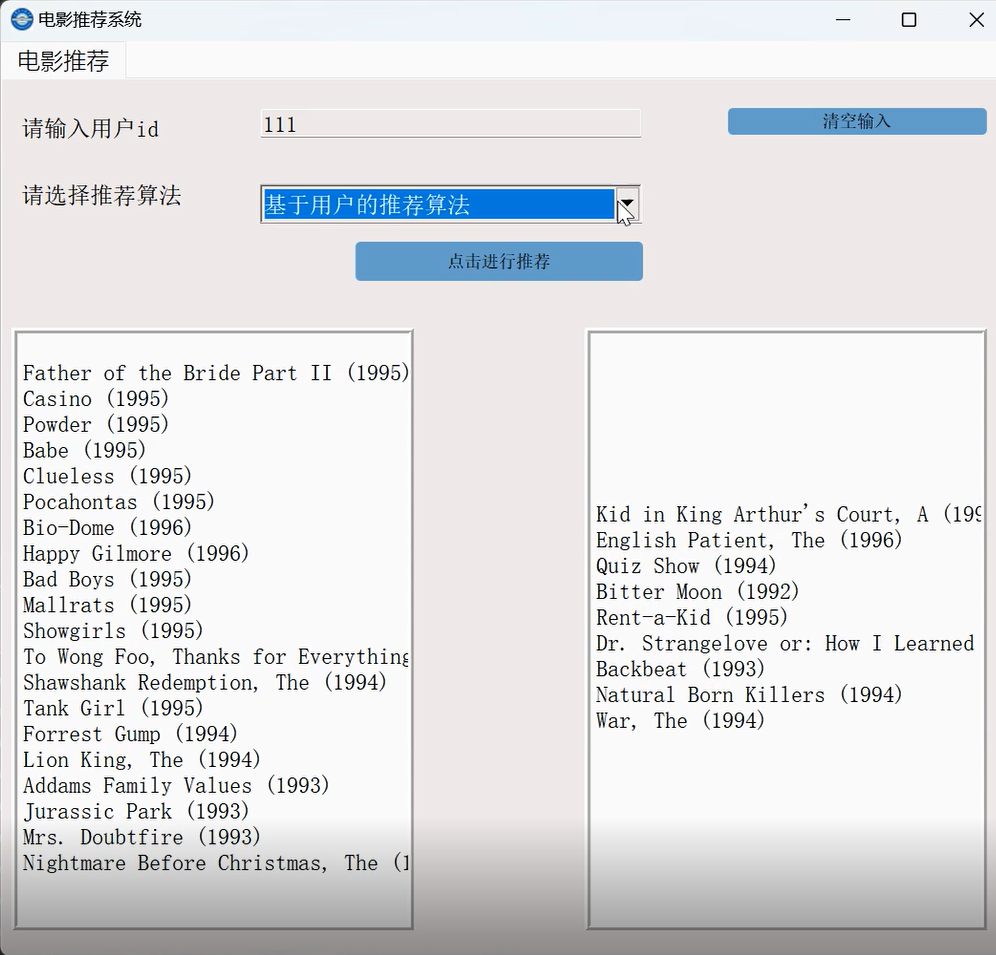 电影推荐系统
电影推荐
请输入用户id
111
清空输入
请选择推荐算法
基于用户的推荐算法
点击进行推荐
Father of the Bride Part II (1995)
Casino (1995)
Powder (1995)
Babe (1995)
Clueless (1995)
Pocahontas (1995)
Bio-Dome (1996)
Happy Gilmore (1996)
Bad Boys (1995)
Mallrats (1995)
Showgirls (1995)
To Wong Foo, Thanks for Everything
Shawshank Redemption, The (1994)
Tank Girl (1995)
Forrest Gump (1994)
Lion King, The (1994)
Addams Family Values (1993)
Jurassic Park (1993)
Mrs. Doubtfire (1993)
Nightmare Before Christmas, The (1
Kid in King Arthur's Court, A (199
English Patient, The (1996)
Quiz Show (1994)
Bitter Moon (1992)
Rent-a-Kid (1995)
Dr. Strangelove or: How I Learned
Backbeat (1993)
Natural Born Killers (1994)
War, The (1994)